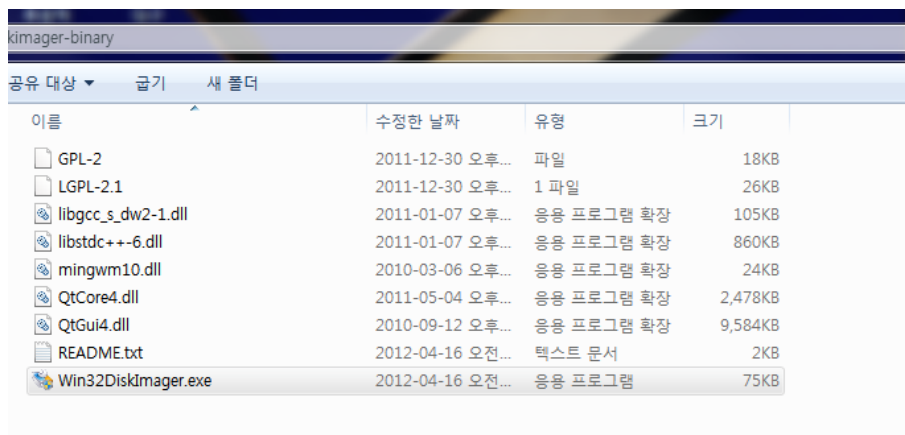 kimager-binary
공유 대상 굽기 새 폴더
이름 수정한 날짜 유형 크기
GPL-2 2011-12-30 오후... 파일 18KB
LGPL-2.1 2011-12-30 오후... 1 파일 26KB
libgcc_s_dw2-1.dll 2011-01-07 오후... 응용 프로그램 확장 105KB
libstdc++-6.dll 2011-01-07 오후... 응용 프로그램 확장 860KB
mingwm10.dll 2010-03-06 오후... 응용 프로그램 확장 24KB
QtCore4.dll 2011-05-04 오후... 응용 프로그램 확장 2,478KB
QtGui4.dll 2010-09-12 오후... 응용 프로그램 확장 9,584KB
README.txt 2012-04-16 오전... 텍스트 문서 2KB
Win32DiskImager.exe 2012-04-16 오전... 응용 프로그램 75KB